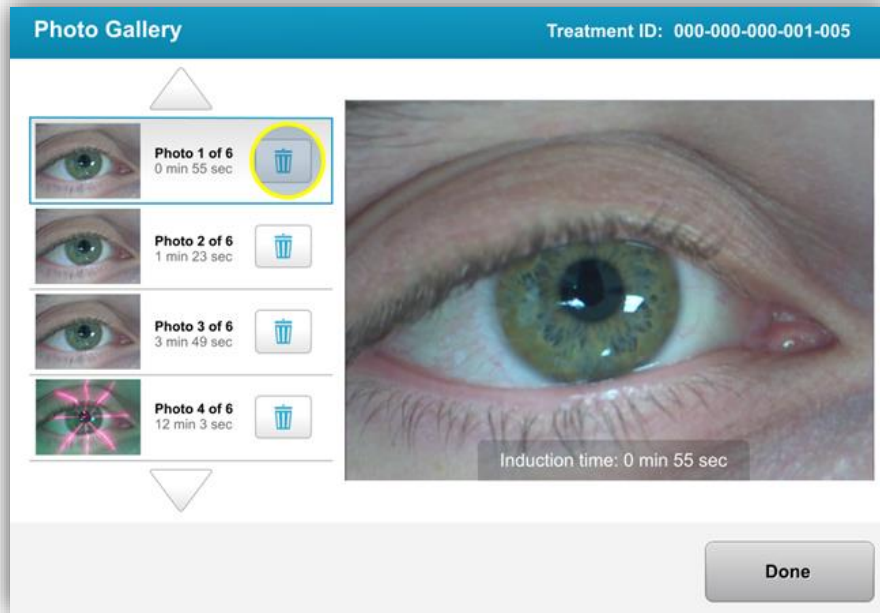 Photo Gallery
Treatment ID: 000-000-000-001-005
Photo 1 of 6
0 min 55 sec
Photo 2 of 6
1 min 23 sec
Photo 3 of 6
3 min 49 sec
Photo 4 of 6
12 min 3 sec
Induction time: 0 min 55 sec
Done